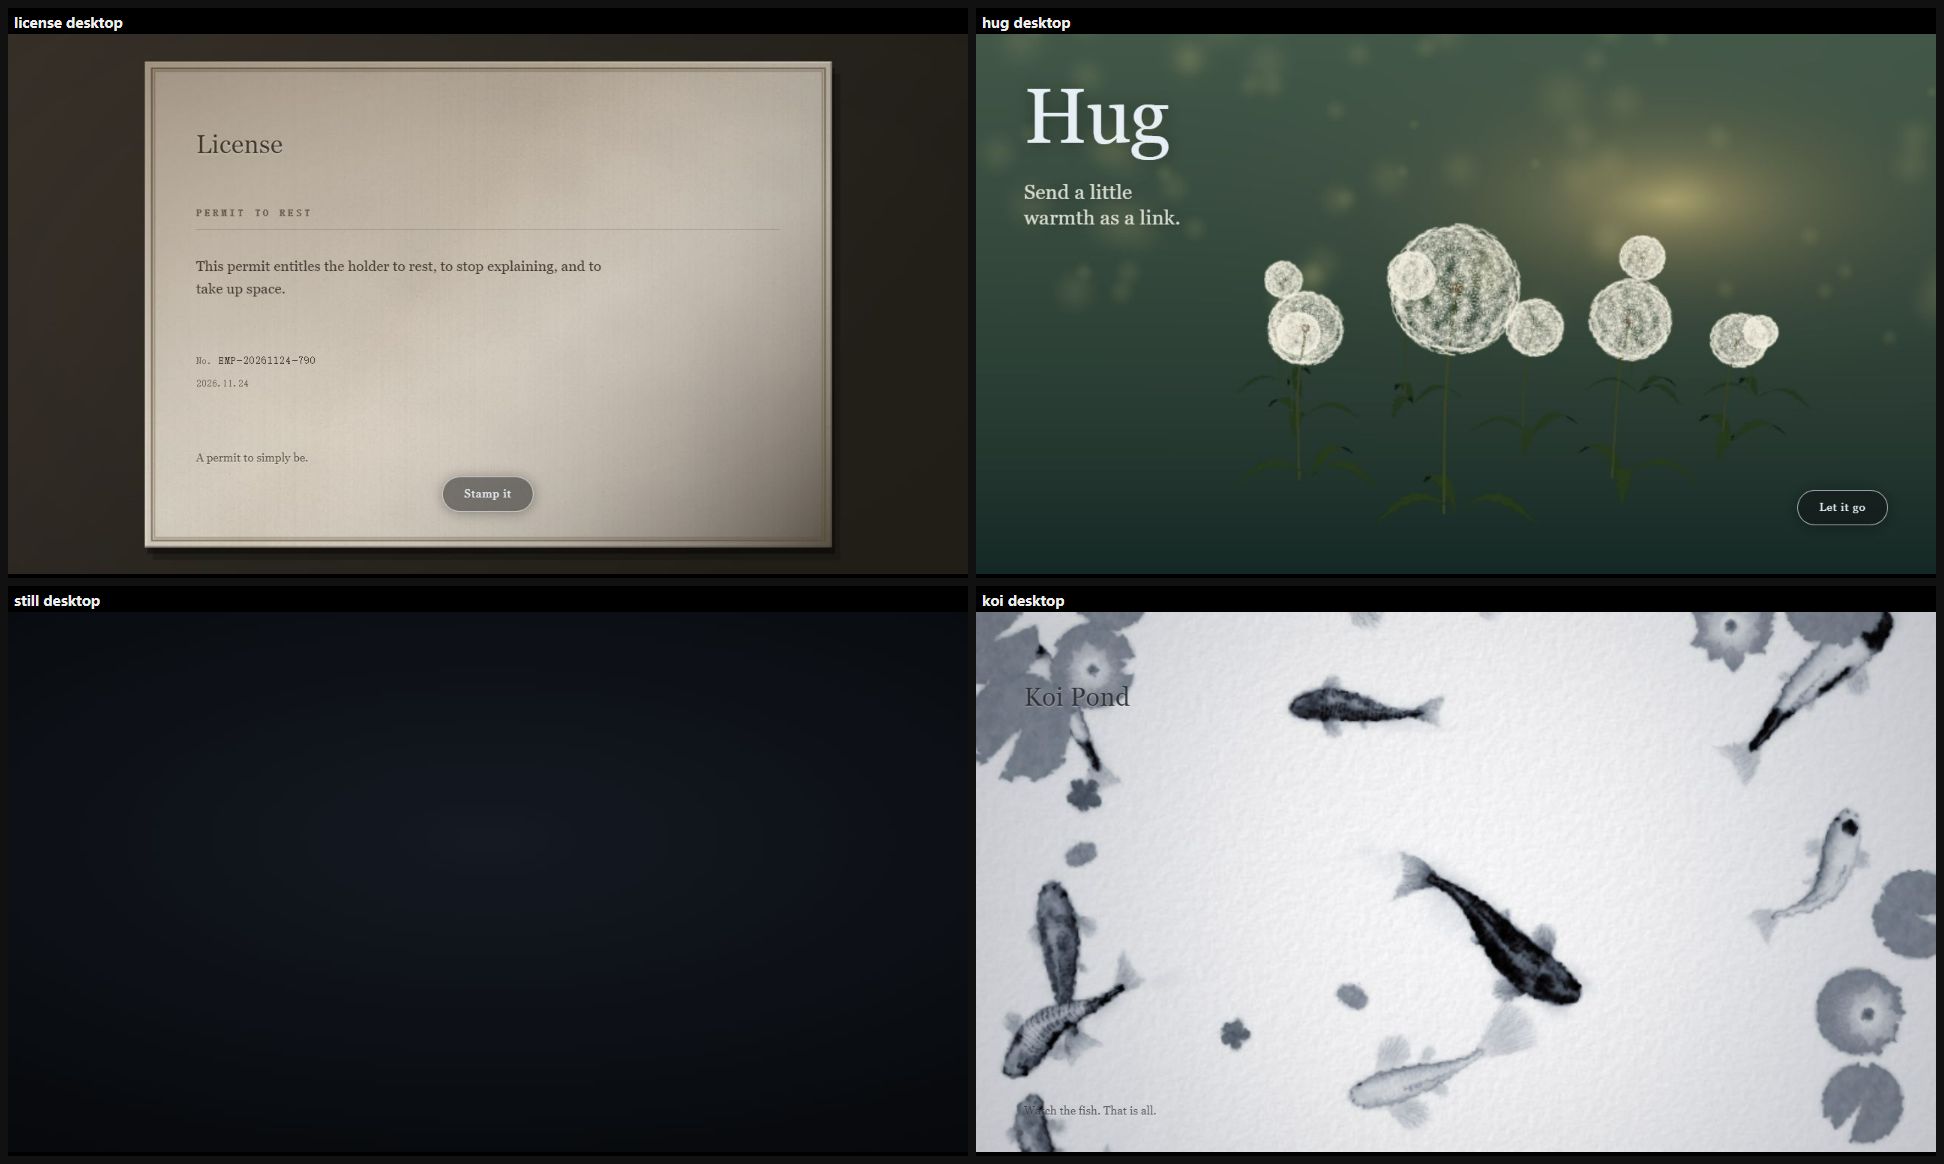 license desktop
License
PERMIT TO REST
This permit entitles the holder to rest, to stop explaining, and to
take up space.
No. EMP-20261124-790
2026.11.24
A permit to simply be.
Stamp it
hug desktop
Hug
Send a little
warmth as a link.
Let it go
still desktop
koi desktop
Koi Pond
Watch the fish. That is all.